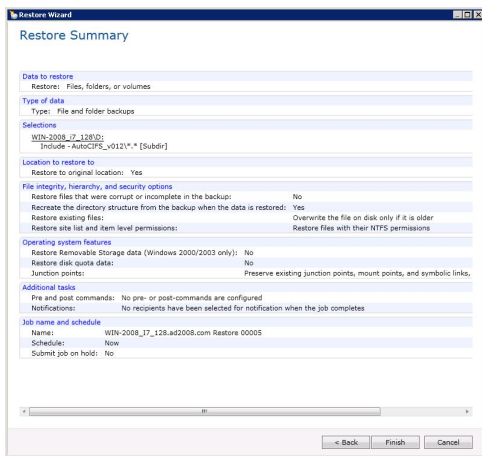 Restore Wizard
Restore Summary
Data to restore
Restore: Files, folders, or volumes
Type of data
Type: File and folder backups
Selections
WIN-2008_i7_128\D:
Include - AutoCIFS_v012\*.* [Subdir]
Location to restore to
Restore to original location: Yes
File integrity, hierarchy, and security options
Restore files that were corrupt or incomplete in the backup: No
Recreate the directory structure from the backup when the data is restored: Yes
Restore existing files: Overwrite the file on disk only if it is older
Restore site list and item level permissions: Restore files with their NTFS permissions
Operating system features
Restore Removable Storage data (Windows 2000/2003 only): No
Restore disk quota data: No
Junction points: Preserve existing junction points, mount points, and symbolic links,
Additional tasks
Pre and post commands: No pre- or post-commands are configured
Notifications: No recipients have been selected for notification when the job completes
Job name and schedule
Name: WIN-2008_I7_128.ad2008.com Restore 00005
Schedule: Now
Submit job on hold: No
< Back Finish Cancel